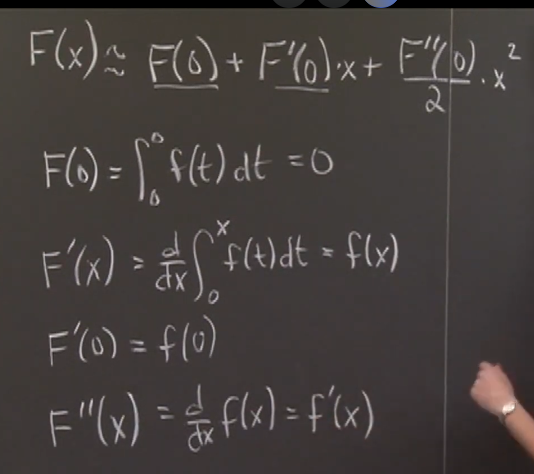 F(x) ≈ F(0) + F'(0)·x + F''(0)/2 · x²
F(0) = ∫₀⁰ f(t) dt = 0
F'(x) = d/dx ∫₀ˣ f(t) dt = f(x)
F'(0) = f(0)
F''(x) = d/dx f(x) = f'(x)